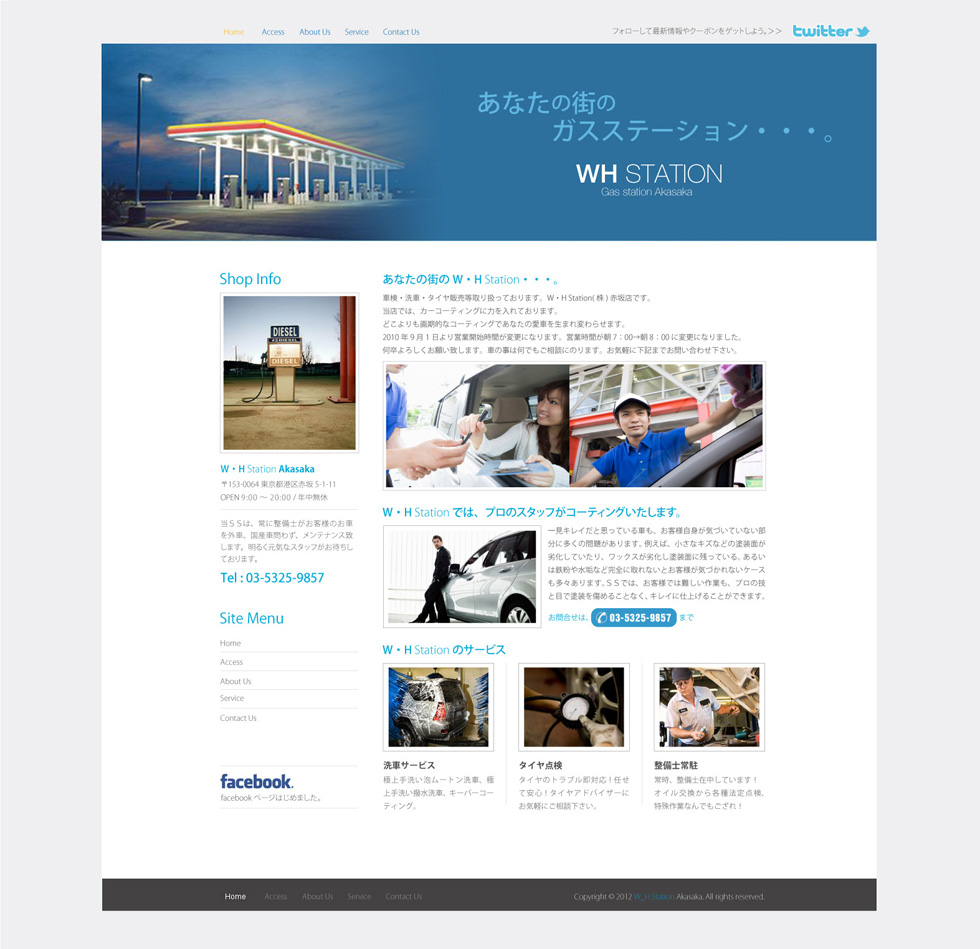 Home Access About Us Service Contact Us
フォローして最新情報やクーポンをゲットしよう。>> twitter
あなたの街の
ガスステーション・・・。
WH STATION
Gas station Akasaka
Shop Info
DIESEL
DIESEL
W・H Station Akasaka
〒153-0064 東京都港区赤坂 5-1-11
OPEN 9:00 〜 20:00 / 年中無休
当ＳＳは、常に整備士がお客様のお車
を外車、国産車問わず、メンテナンス致
します。明るく元気なスタッフがお待ちし
ております。
Tel : 03-5325-9857
Site Menu
Home
Access
About Us
Service
Contact Us
facebook.
facebook ページはじめました。
あなたの街の W・H Station・・・。
車検・洗車・タイヤ販売等取り扱っております。W・H Station( 株 ) 赤坂店です。
当店では、カーコーティングに力を入れております。
どこよりも画期的なコーティングであなたの愛車を生まれ変わらせます。
2010 年 9 月 1 日より営業開始時間が変更になります。営業時間が朝 7：00→朝 8：00 に変更になりました。
何卒よろしくお願い致します。車の事は何でもご相談にのります。お気軽に下記までお問い合わせ下さい。
W・H Station では、プロのスタッフがコーティングいたします。
一見キレイだと思っている車も、お客様自身が気づいていない部
分に多くの問題があります。例えば、小さなキズなどの塗装面が
劣化していたり、ワックスが劣化し塗装面に残っている。あるい
は鉄粉や水垢など完全に取れないとお客様が気づかれないケース
も多々あります。ＳＳでは、お客様では難しい作業も、プロの技
と目で塗装を傷めることなく、キレイに仕上げることができます。
お問合せは、 03-5325-9857 まで
W・H Station のサービス
洗車サービス
極上手洗い泡ムートン洗車、極
上手洗い撥水洗車、キーパーコー
ティング。
タイヤ点検
タイヤのトラブル即対応！任せ
て安心！タイヤアドバイザーに
お気軽にご相談下さい。
整備士常駐
常時、整備士在中しています！
オイル交換から各種法定点検、
特殊作業なんでもござれ！
Home Access About Us Service Contact Us
Copyright © 2012 W_H Station Akasaka. All rights reserved.